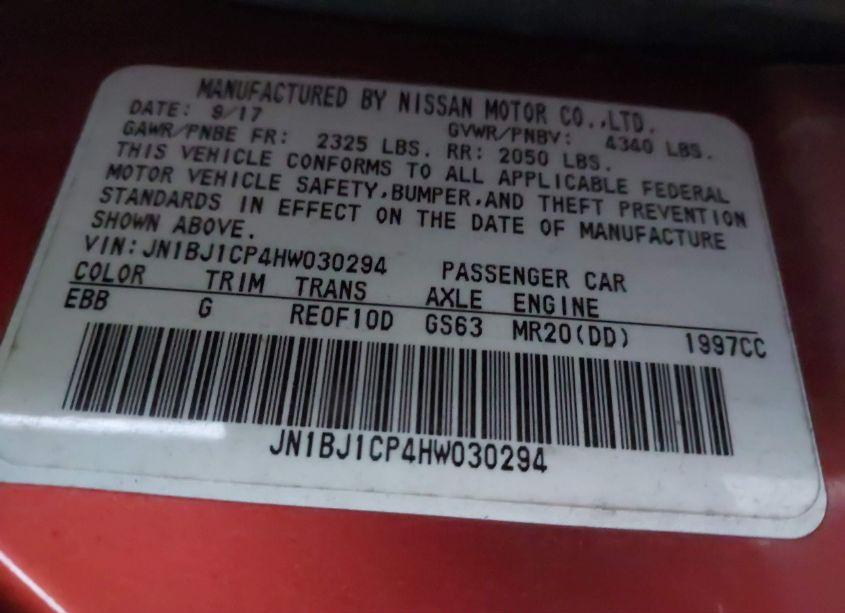 MANUFACTURED BY NISSAN MOTOR CO.,LTD.
DATE: 9/17 GVWR/PNBV: 4340 LBS.
GAWR/PNBE FR: 2325 LBS. RR: 2050 LBS.
THIS VEHICLE CONFORMS TO ALL APPLICABLE FEDERAL
MOTOR VEHICLE SAFETY,BUMPER,AND THEFT PREVENTION
STANDARDS IN EFFECT ON THE DATE OF MANUFACTURE
SHOWN ABOVE.
VIN:JN1BJ1CP4HW030294 PASSENGER CAR
COLOR TRIM TRANS AXLE ENGINE
EBB G RE0F10D GS63 MR20(DD) 1997CC
JN1BJ1CP4HW030294